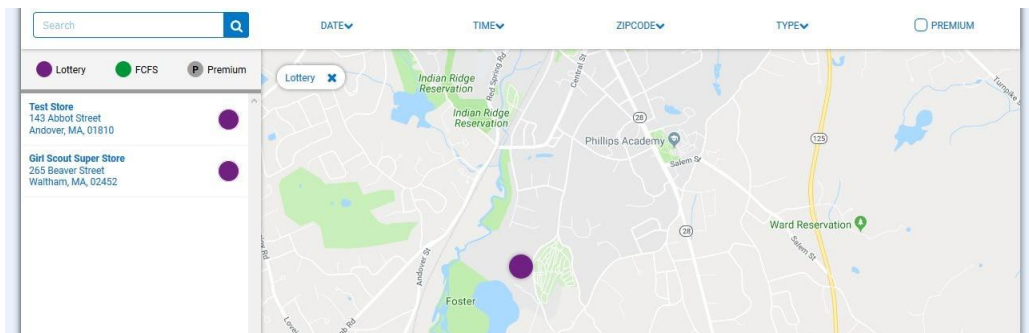 Search
DATE
TIME
ZIPCODE
TYPE
PREMIUM
Lottery
FCFS
P Premium
Test Store
143 Abbot Street
Andover, MA, 01810
Girl Scout Super Store
265 Beaver Street
Waltham, MA, 02452
Lottery ×
Indian Ridge
Reservation
Red Spring Rd
Central St
Indian Ridge
Reservation
28
Phillips Academy
Salem St
125
28
Ward Reservation
Salem St
Andover St
Foster